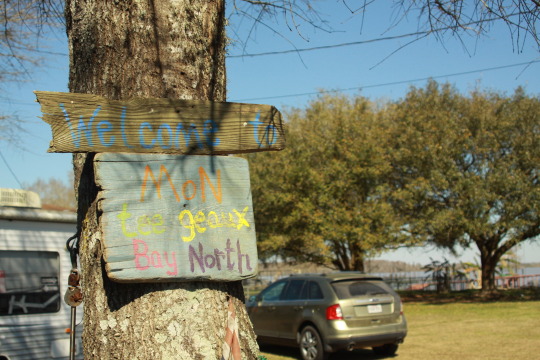 Welcome to
MoN
tee geaux
Bay North